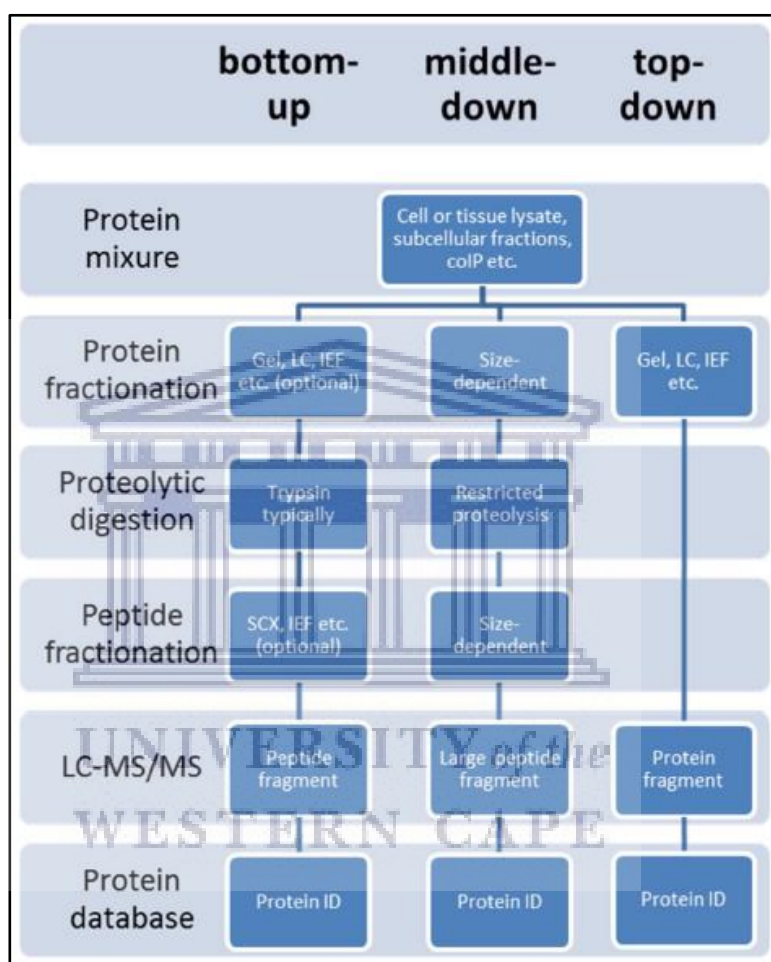 bottom-
up
middle-
down
top-
down
Protein
mixure
Cell or tissue lysate,
subcellular fractions,
coIP etc.
Protein
fractionation
Gel, LC, IEF
etc. (optional)
Size-
dependent
Gel, LC, IEF
etc.
Proteolytic
digestion
Trypsin
typically
Restricted
proteolysis
Peptide
fractionation
SCX, IEF etc.
(optional)
Size-
dependent
LC-MS/MS
Peptide
fragment
Large peptide
fragment
Protein
fragment
UNIVERSITY of the
WESTERN CAPE
Protein
database
Protein ID
Protein ID
Protein ID